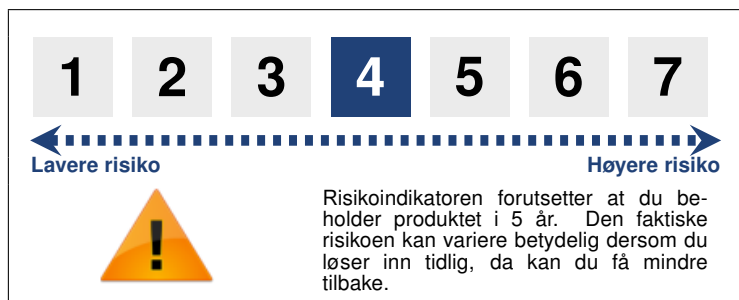 1 2 3 4 5 6 7
Lavere risiko Høyere risiko
!
Risikoindikatoren forutsetter at du be-
holder produktet i 5 år. Den faktiske
risikoen kan variere betydelig dersom du
løser inn tidlig, da kan du få mindre
tilbake.